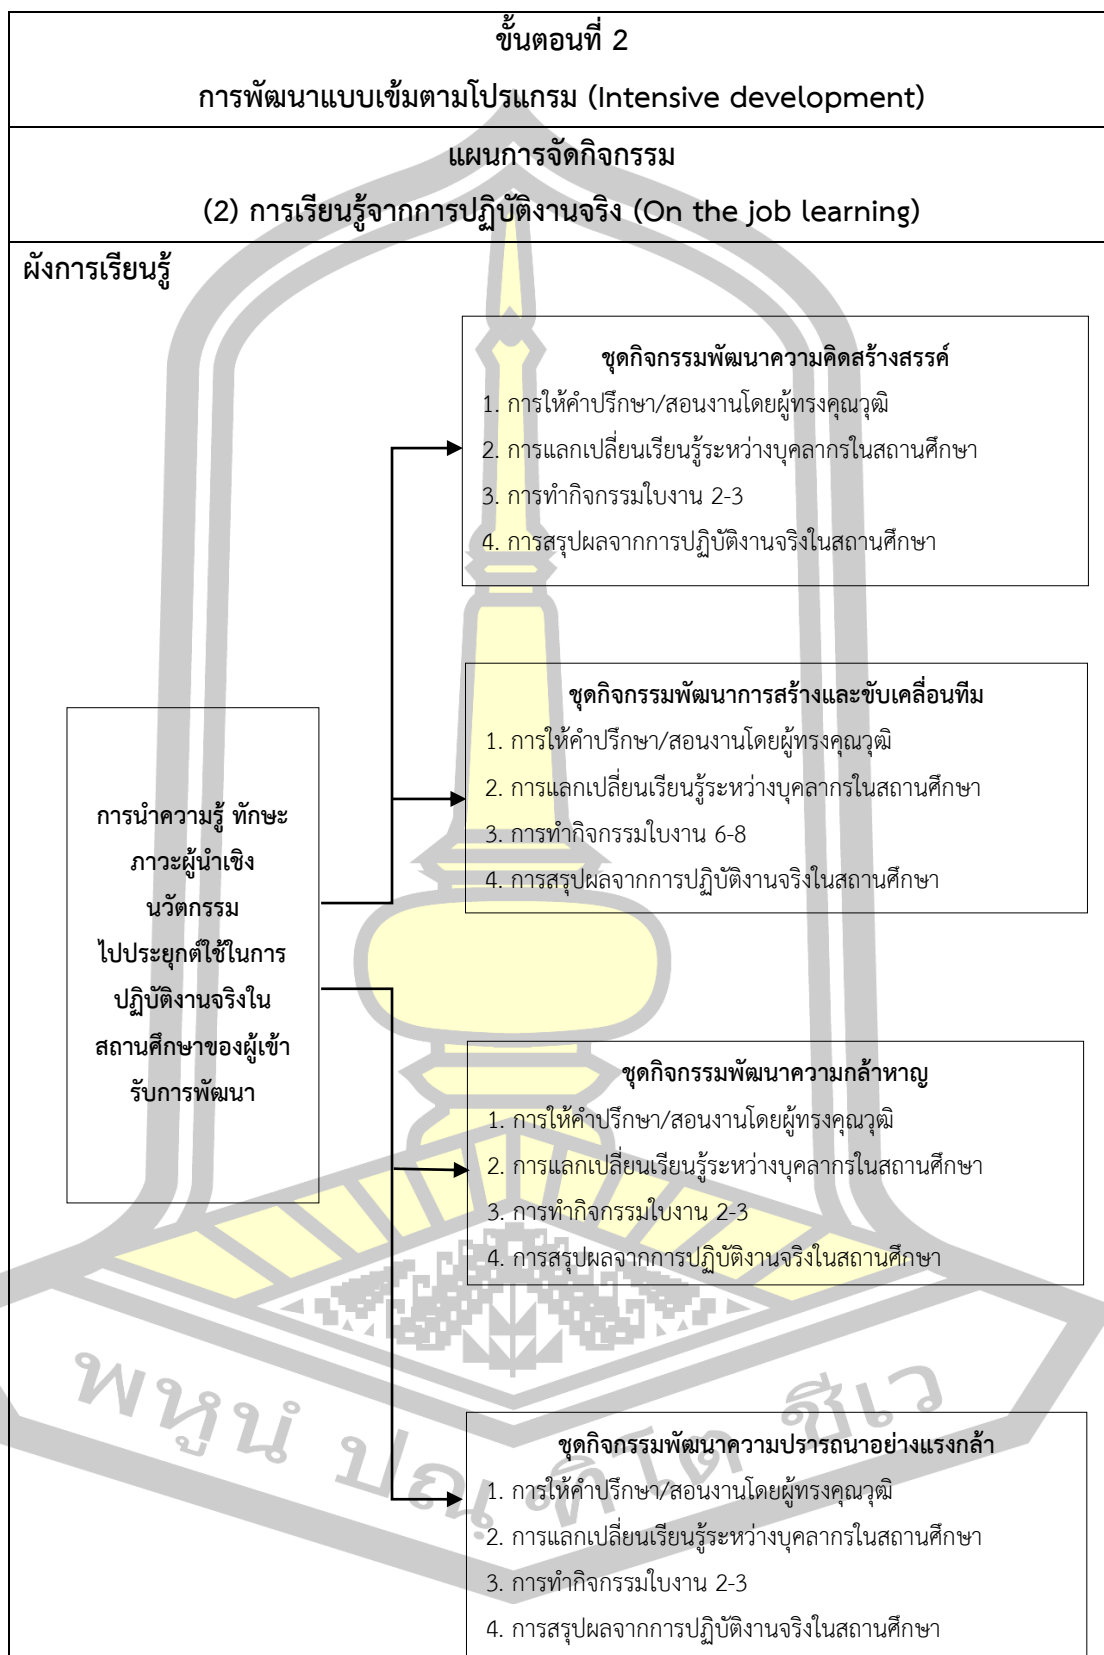 ขั้นตอนที่ 2
การพัฒนาแบบเข้มตามโปรแกรม (Intensive development)
แผนการจัดกิจกรรม
(2) การเรียนรู้จากการปฏิบัติงานจริง (On the job learning)
ผังการเรียนรู้
ชุดกิจกรรมพัฒนาความคิดสร้างสรรค์
1. การให้คำปรึกษา/สอนงานโดยผู้ทรงคุณวุฒิ
2. การแลกเปลี่ยนเรียนรู้ระหว่างบุคลากรในสถานศึกษา
3. การทำกิจกรรมใบงาน 2-3
4. การสรุปผลจากการปฏิบัติงานจริงในสถานศึกษา
ชุดกิจกรรมพัฒนาการสร้างและขับเคลื่อนทีม
1. การให้คำปรึกษา/สอนงานโดยผู้ทรงคุณวุฒิ
2. การแลกเปลี่ยนเรียนรู้ระหว่างบุคลากรในสถานศึกษา
3. การทำกิจกรรมใบงาน 6-8
4. การสรุปผลจากการปฏิบัติงานจริงในสถานศึกษา
การนำความรู้ ทักษะ
ภาวะผู้นำเชิง
นวัตกรรม
ไปประยุกต์ใช้ในการ
ปฏิบัติงานจริงใน
สถานศึกษาของผู้เข้า
รับการพัฒนา
ชุดกิจกรรมพัฒนาความกล้าหาญ
1. การให้คำปรึกษา/สอนงานโดยผู้ทรงคุณวุฒิ
2. การแลกเปลี่ยนเรียนรู้ระหว่างบุคลากรในสถานศึกษา
3. การทำกิจกรรมใบงาน 2-3
4. การสรุปผลจากการปฏิบัติงานจริงในสถานศึกษา
ชุดกิจกรรมพัฒนาความปรารถนาอย่างแรงกล้า
1. การให้คำปรึกษา/สอนงานโดยผู้ทรงคุณวุฒิ
2. การแลกเปลี่ยนเรียนรู้ระหว่างบุคลากรในสถานศึกษา
3. การทำกิจกรรมใบงาน 2-3
4. การสรุปผลจากการปฏิบัติงานจริงในสถานศึกษา
พหูนํ ปณฺฑิโต ชีเว